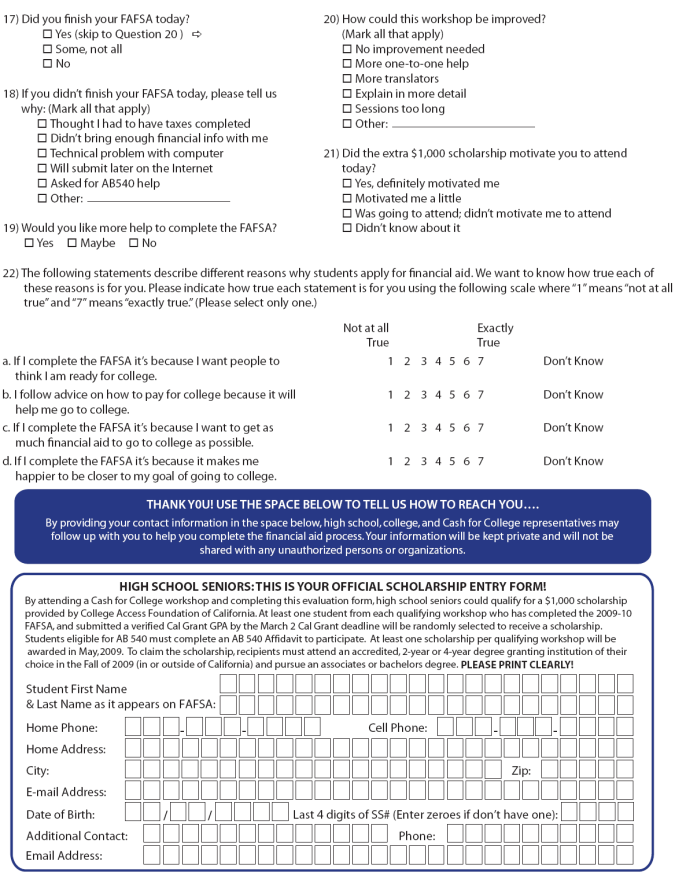 17) Did you finish your FAFSA today?
☐ Yes (skip to Question 20 ) ⇨
☐ Some, not all
☐ No
18) If you didn't finish your FAFSA today, please tell us
why: (Mark all that apply)
☐ Thought I had to have taxes completed
☐ Didn't bring enough financial info with me
☐ Technical problem with computer
☐ Will submit later on the Internet
☐ Asked for AB540 help
☐ Other: ______________________
19) Would you like more help to complete the FAFSA?
☐ Yes ☐ Maybe ☐ No
20) How could this workshop be improved?
(Mark all that apply)
☐ No improvement needed
☐ More one-to-one help
☐ More translators
☐ Explain in more detail
☐ Sessions too long
☐ Other: ______________________
21) Did the extra $1,000 scholarship motivate you to attend
today?
☐ Yes, definitely motivated me
☐ Motivated me a little
☐ Was going to attend; didn't motivate me to attend
☐ Didn't know about it
22) The following statements describe different reasons why students apply for financial aid. We want to know how true each of
these reasons is for you. Please indicate how true each statement is for you using the following scale where "1" means "not at all
true" and "7" means "exactly true." (Please select only one.)
Not at all Exactly
True True
a. If I complete the FAFSA it's because I want people to 1 2 3 4 5 6 7 Don't Know
think I am ready for college.
b. I follow advice on how to pay for college because it will 1 2 3 4 5 6 7 Don't Know
help me go to college.
c. If I complete the FAFSA it's because I want to get as 1 2 3 4 5 6 7 Don't Know
much financial aid to go to college as possible.
d. If I complete the FAFSA it's because it makes me 1 2 3 4 5 6 7 Don't Know
happier to be closer to my goal of going to college.
THANK Y0U! USE THE SPACE BELOW TO TELL US HOW TO REACH YOU….
By providing your contact information in the space below, high school, college, and Cash for College representatives may
follow up with you to help you complete the financial aid process. Your information will be kept private and will not be
shared with any unauthorized persons or organizations.
HIGH SCHOOL SENIORS: THIS IS YOUR OFFICIAL SCHOLARSHIP ENTRY FORM!
By attending a Cash for College workshop and completing this evaluation form, high school seniors could qualify for a $1,000 scholarship
provided by College Access Foundation of California. At least one student from each qualifying workshop who has completed the 2009-10
FAFSA, and submitted a verified Cal Grant GPA by the March 2 Cal Grant deadline will be randomly selected to receive a scholarship.
Students eligible for AB 540 must complete an AB 540 Affidavit to participate. At least one scholarship per qualifying workshop will be
awarded in May, 2009. To claim the scholarship, recipients must attend an accredited, 2-year or 4-year degree granting institution of their
choice in the Fall of 2009 (in or outside of California) and pursue an associates or bachelors degree. PLEASE PRINT CLEARLY!
Student First Name
& Last Name as it appears on FAFSA:
Home Phone: - - Cell Phone: - -
Home Address:
City: Zip:
E-mail Address:
Date of Birth: / / Last 4 digits of SS# (Enter zeroes if don't have one):
Additional Contact: Phone:
Email Address: